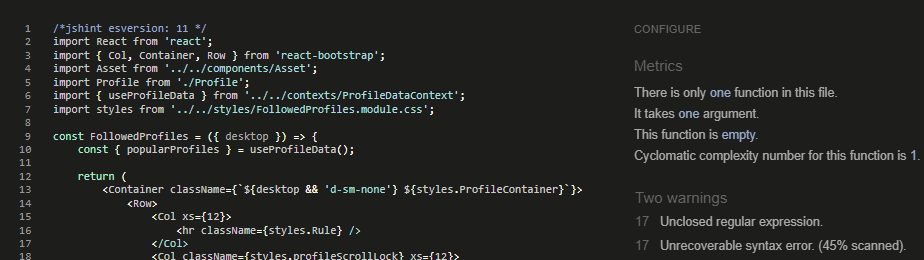 1 /*jshint esversion: 11 */
2 import React from 'react';
3 import { Col, Container, Row } from 'react-bootstrap';
4 import Asset from '../../components/Asset';
5 import Profile from './Profile';
6 import { useProfileData } from '../../contexts/ProfileDataContext';
7 import styles from '../../styles/FollowedProfiles.module.css';
8
9 const FollowedProfiles = ({ desktop }) => {
10 const { popularProfiles } = useProfileData();
11
12 return (
13 <Container className={`${desktop && 'd-sm-none'} ${styles.ProfileContainer}`}>
14 <Row>
15 <Col xs={12}>
16 <hr className={styles.Rule} />
17 </Col>
18 <Col className={styles.profileScrollLock} xs={12}>
CONFIGURE
Metrics
There is only one function in this file.
It takes one argument.
This function is empty.
Cyclomatic complexity number for this function is 1.
Two warnings
17 Unclosed regular expression.
17 Unrecoverable syntax error. (45% scanned).